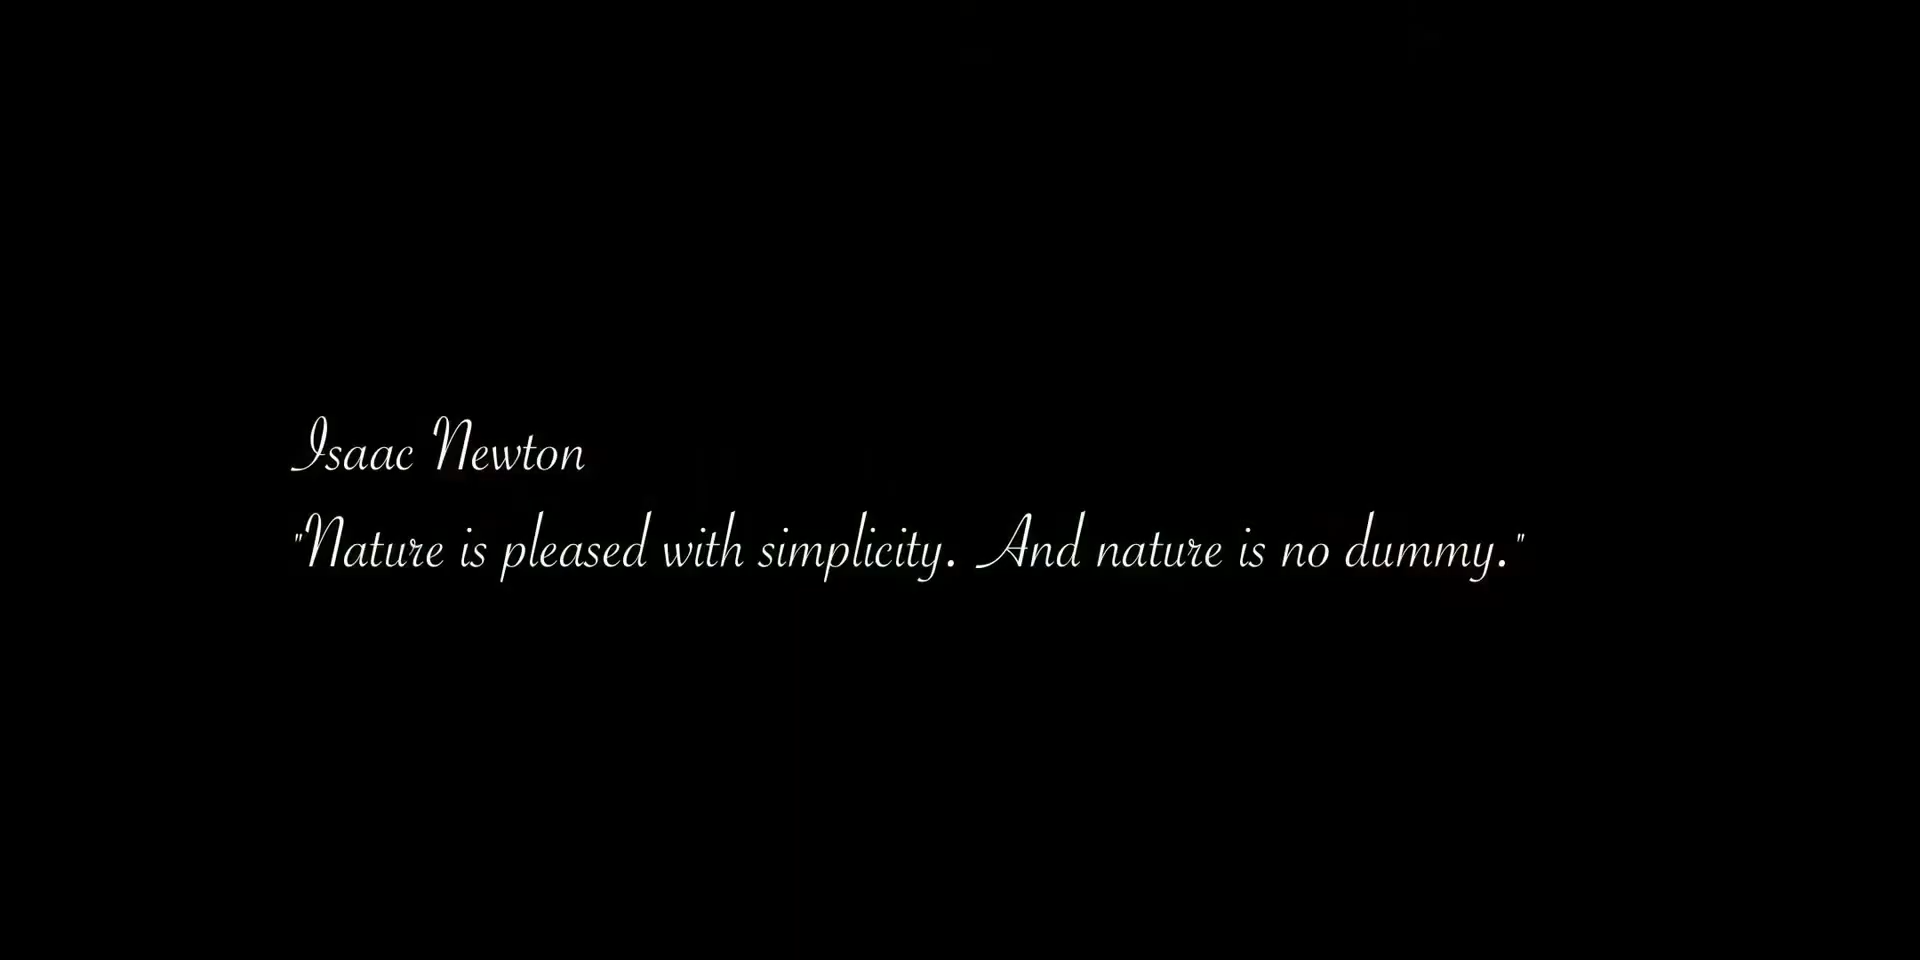 Isaac Newton
"Nature is pleased with simplicity. And nature is no dummy."